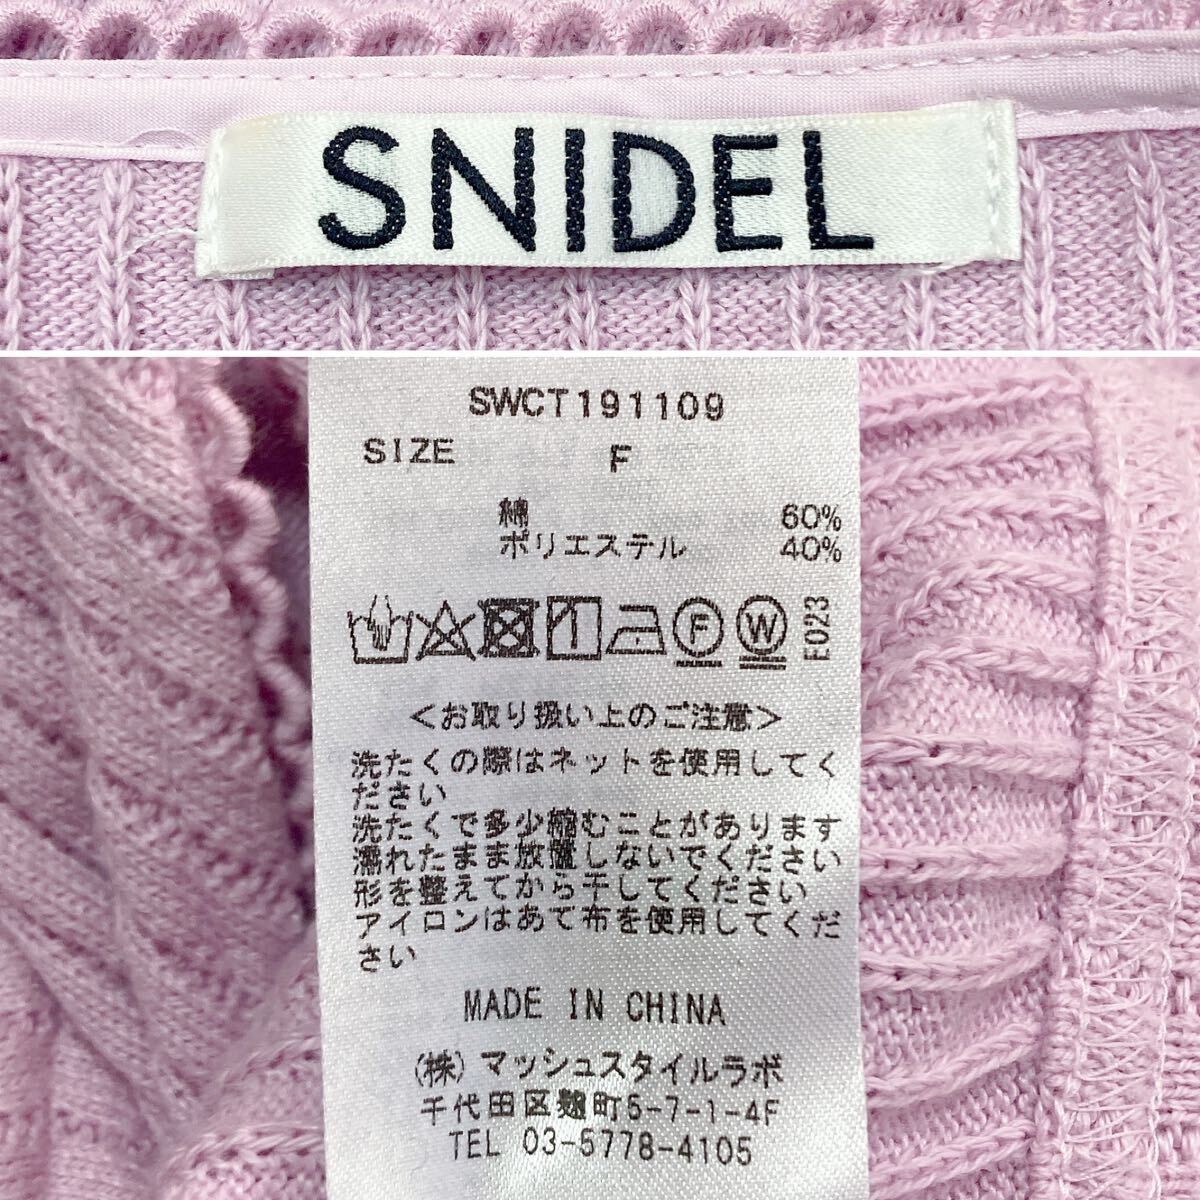 SNIDEL
SWCT191109
SIZE F
綿 60%
ポリエステル 40%
F W E023
<お取り扱い上のご注意>
洗たくの際はネットを使用してく
ださい
洗たくで多少縮むことがあります
濡れたまま放置しないでください
形を整えてから干してください
アイロンはあて布を使用してくだ
さい
MADE IN CHINA
(株)マッシュスタイルラボ
千代田区麹町5-7-1-4F
TEL 03-5778-4105